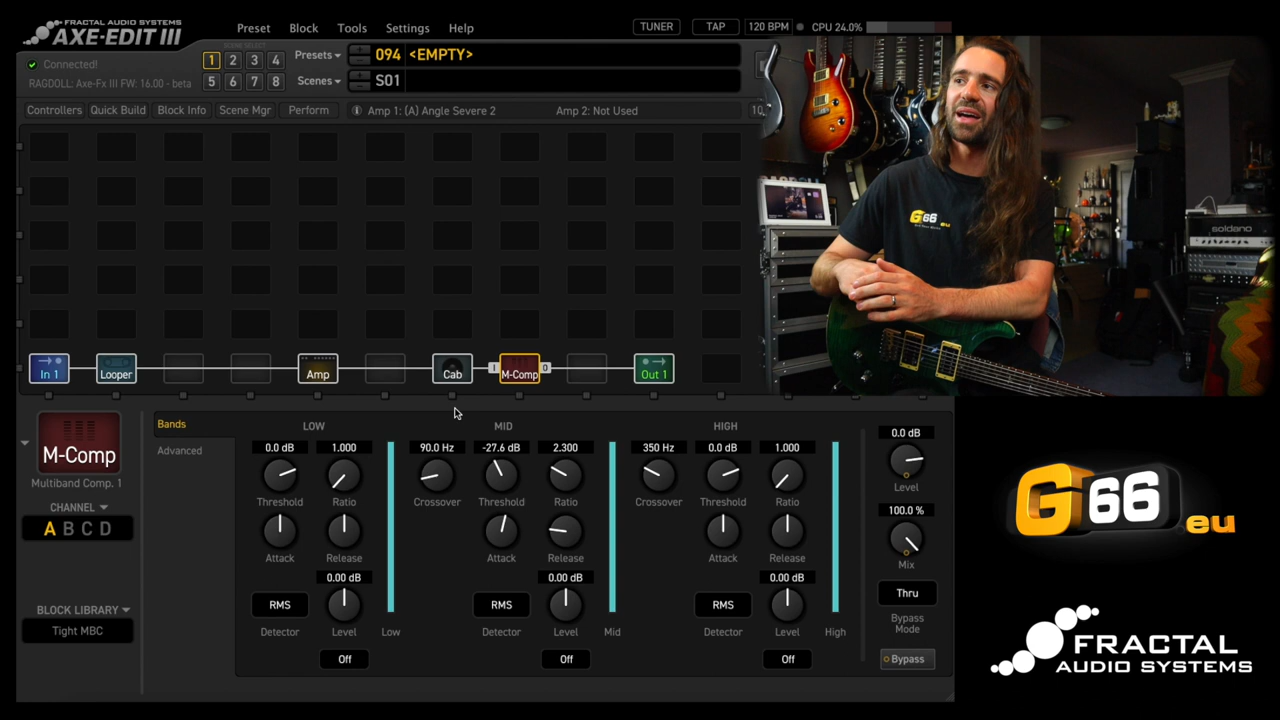 FRACTAL AUDIO SYSTEMS
AXE-EDIT III
Preset Block Tools Settings Help
TUNER TAP 120 BPM CPU 24.0%
Connected!
RAGDOLL: Axe-Fx III FW: 16.00 - beta
SCENE SELECT
1 2 3 4
5 6 7 8
Presets 094 <EMPTY>
Scenes S01
Controllers Quick Build Block Info Scene Mgr Perform
Amp 1: (A) Angle Severe 2 Amp 2: Not Used
10
In 1 Looper Amp Cab I M-Comp O Out 1
M-Comp
Multiband Comp. 1
CHANNEL
A B C D
BLOCK LIBRARY
Tight MBC
Bands
Advanced
LOW MID HIGH
0.0 dB 1.000 90.0 Hz -27.6 dB 2.300 350 Hz 0.0 dB 1.000
Threshold Ratio Crossover Threshold Ratio Crossover Threshold Ratio
Attack Release Attack Release Attack Release
0.00 dB 0.00 dB 0.00 dB
RMS RMS RMS
Detector Level Low Detector Level Mid Detector Level High
Off Off Off
0.0 dB
Level
100.0 %
Mix
Thru
Bypass
Mode
Bypass
G66 eu
soldano
G66.eu
FRACTAL
AUDIO SYSTEMS